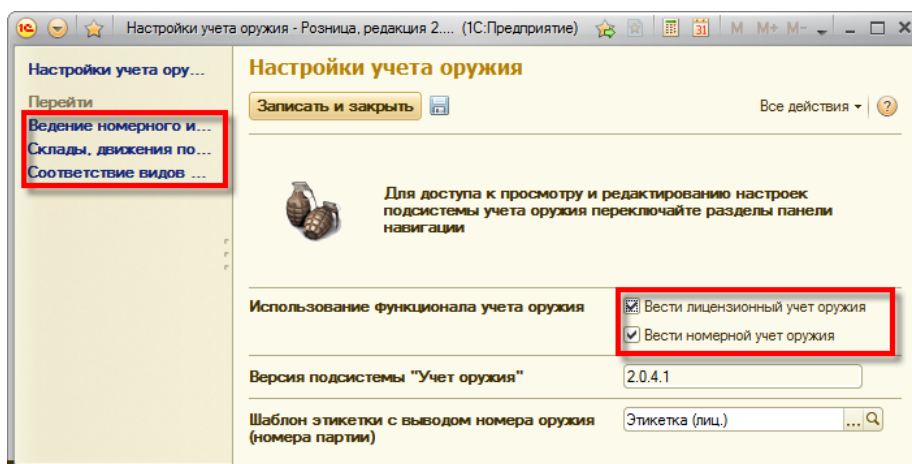 Настройки учета оружия - Розница, редакция 2.... (1С:Предприятие)
M M+ M-
Настройки учета ору...
Перейти
Ведение номерного и...
Склады, движения по...
Соответствие видов ...
Настройки учета оружия
Записать и закрыть
Все действия
Для доступа к просмотру и редактированию настроек
подсистемы учета оружия переключайте разделы панели
навигации
Использование функционала учета оружия
Вести лицензионный учет оружия
Вести номерной учет оружия
Версия подсистемы "Учет оружия"
2.0.4.1
Шаблон этикетки с выводом номера оружия
(номера партии)
Этикетка (лиц.)